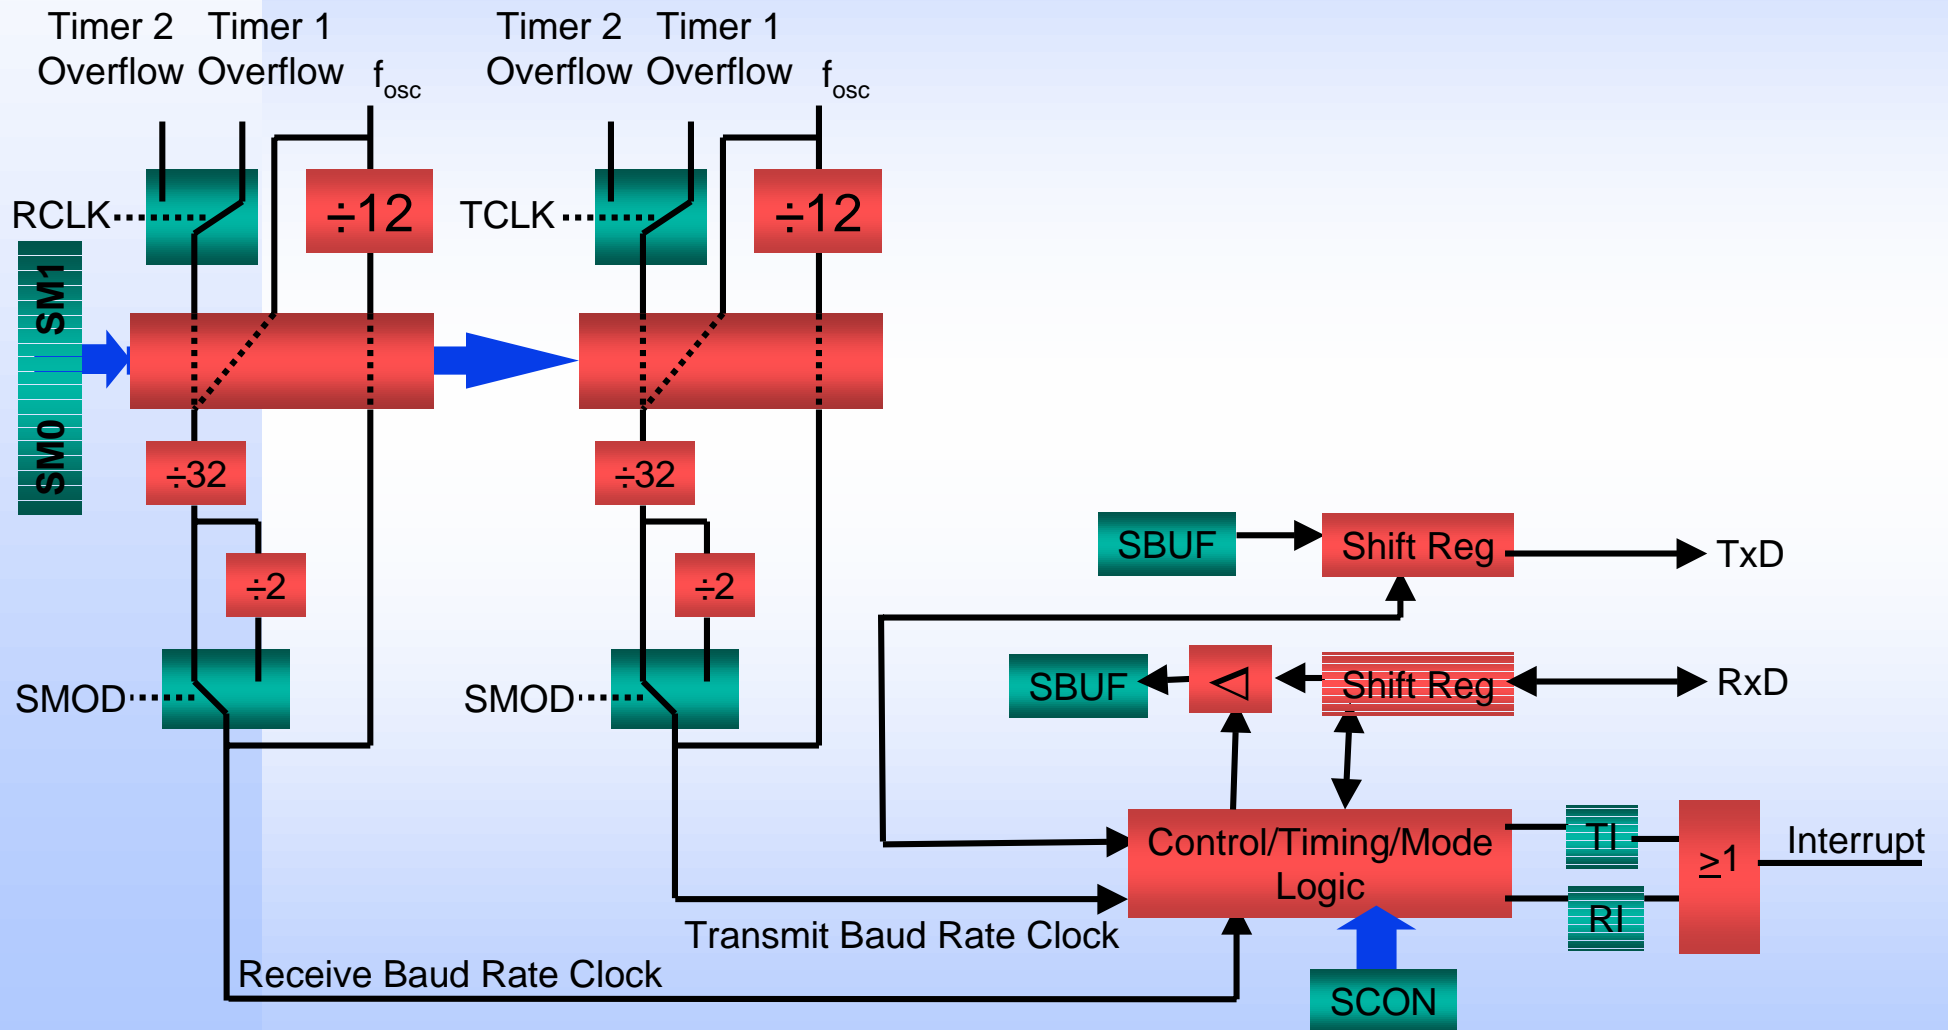 Timer 2 Timer 1
Overflow Overflow
fosc
Timer 2 Timer 1
Overflow Overflow
fosc
RCLK
÷12
TCLK
÷12
SM1
SM0
÷32
÷32
÷2
÷2
SMOD
SMOD
SBUF
Shift Reg
TxD
SBUF
Shift Reg
RxD
Control/Timing/Mode
Logic
TI
RI
≥1
Interrupt
Transmit Baud Rate Clock
Receive Baud Rate Clock
SCON